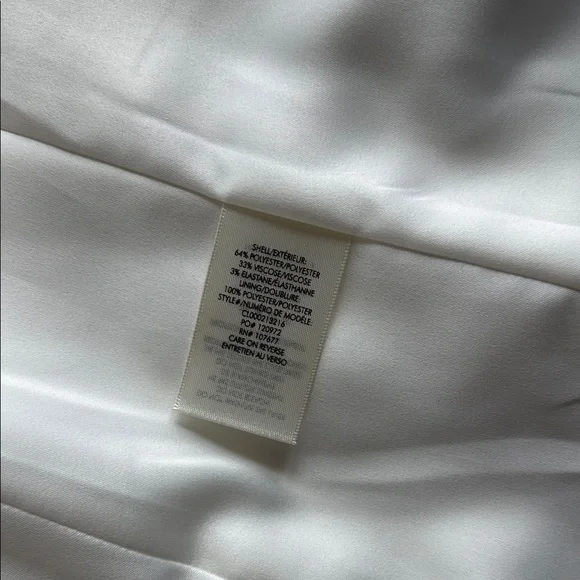 SHELL/EXTÉRIEUR:
64% POLYESTER/POLYESTER
33% VISCOSE/VISCOSE
3% ELASTANE/ÉLASTHANNE
LINING/DOUBLURE:
100% POLYESTER/POLYESTER
STYLE#/NUMÉRO DE MODÈLE:
CL000213216
PO# 120972
RN# 107677
CARE ON REVERSE
ENTRETIEN AU VERSO